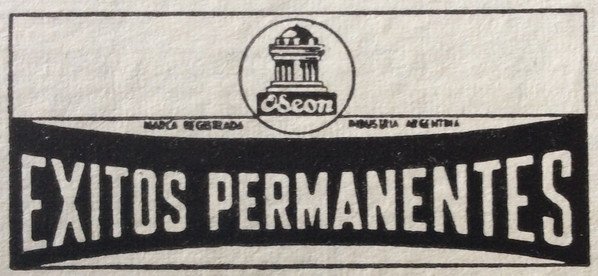 Odeon
MARCA REGISTRADA INDUSTRIA ARGENTINA
EXITOS PERMANENTES